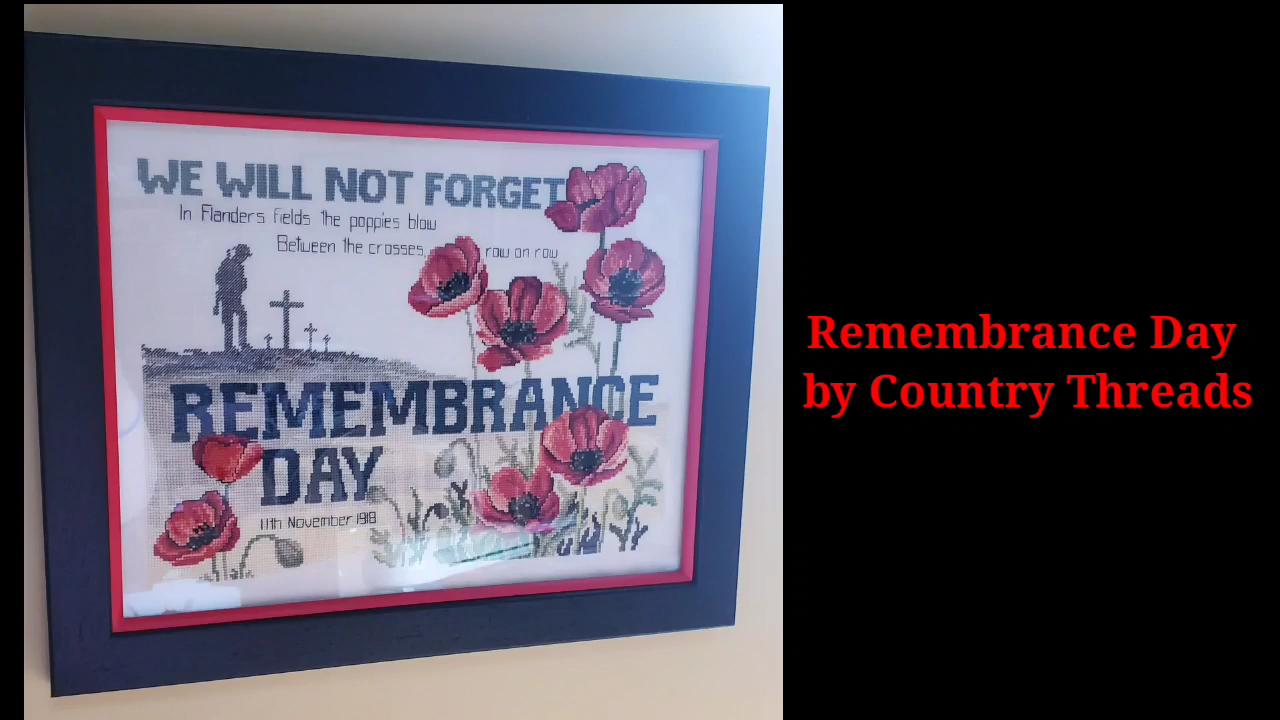 WE WILL NOT FORGET
In Flanders fields the poppies blow
Between the crosses, row on row
REMEMBRANCE
DAY
11th November 1918
Remembrance Day
by Country Threads